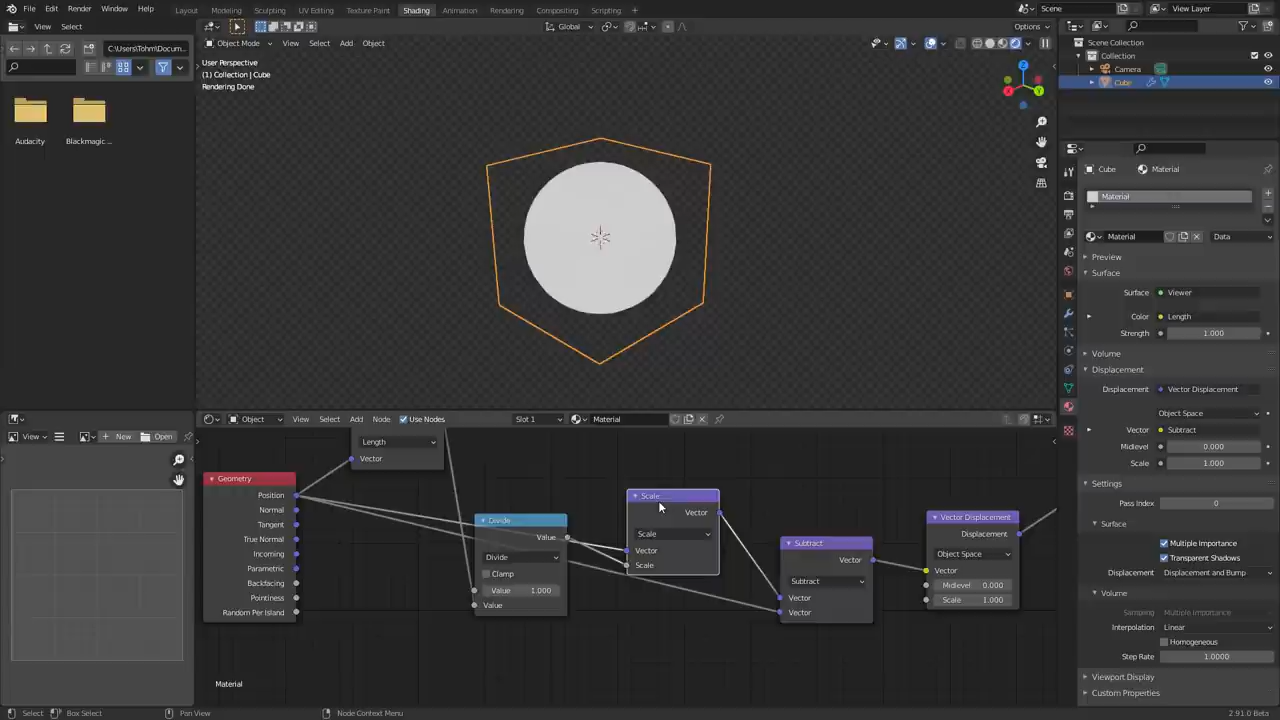 File Edit Render Window Help
Layout Modeling Sculpting UV Editing Texture Paint Shading Animation Rendering Compositing Scripting +
Scene View Layer
View Select
C:\Users\Tohm\Docum...
Audacity
Blackmagic ...
Global Options
Object Mode View Select Add Object
User Perspective
(1) Collection | Cube
Rendering Done
X Y Z
Scene Collection
Collection
Camera
Cube
Cube Material
Material
Material Data
Preview
Surface
Surface Viewer
Color Length
Strength 1.000
Volume
Displacement
Displacement Vector Displacement
Object Space
Vector Subtract
Midlevel 0.000
Scale 1.000
Settings
Pass Index 0
Surface
Multiple Importance
Transparent Shadows
Displacement Displacement and Bump
Volume
Sampling Multiple Importance
Interpolation Linear
Homogeneous
Step Rate 1.0000
Viewport Display
Custom Properties
View New Open
Object View Select Add Node Use Nodes Slot 1 Material
Length
Vector
Geometry
Position
Normal
Tangent
True Normal
Incoming
Parametric
Backfacing
Pointiness
Random Per Island
Divide
Value
Divide
Clamp
Value 1.000
Value
Scale
Vector
Scale
Vector
Scale
Subtract
Vector
Subtract
Vector
Vector
Vector Displacement
Displacement
Object Space
Vector
Midlevel 0.000
Scale 1.000
Material
Select Box Select Pan View Node Context Menu 2.91.0 Beta